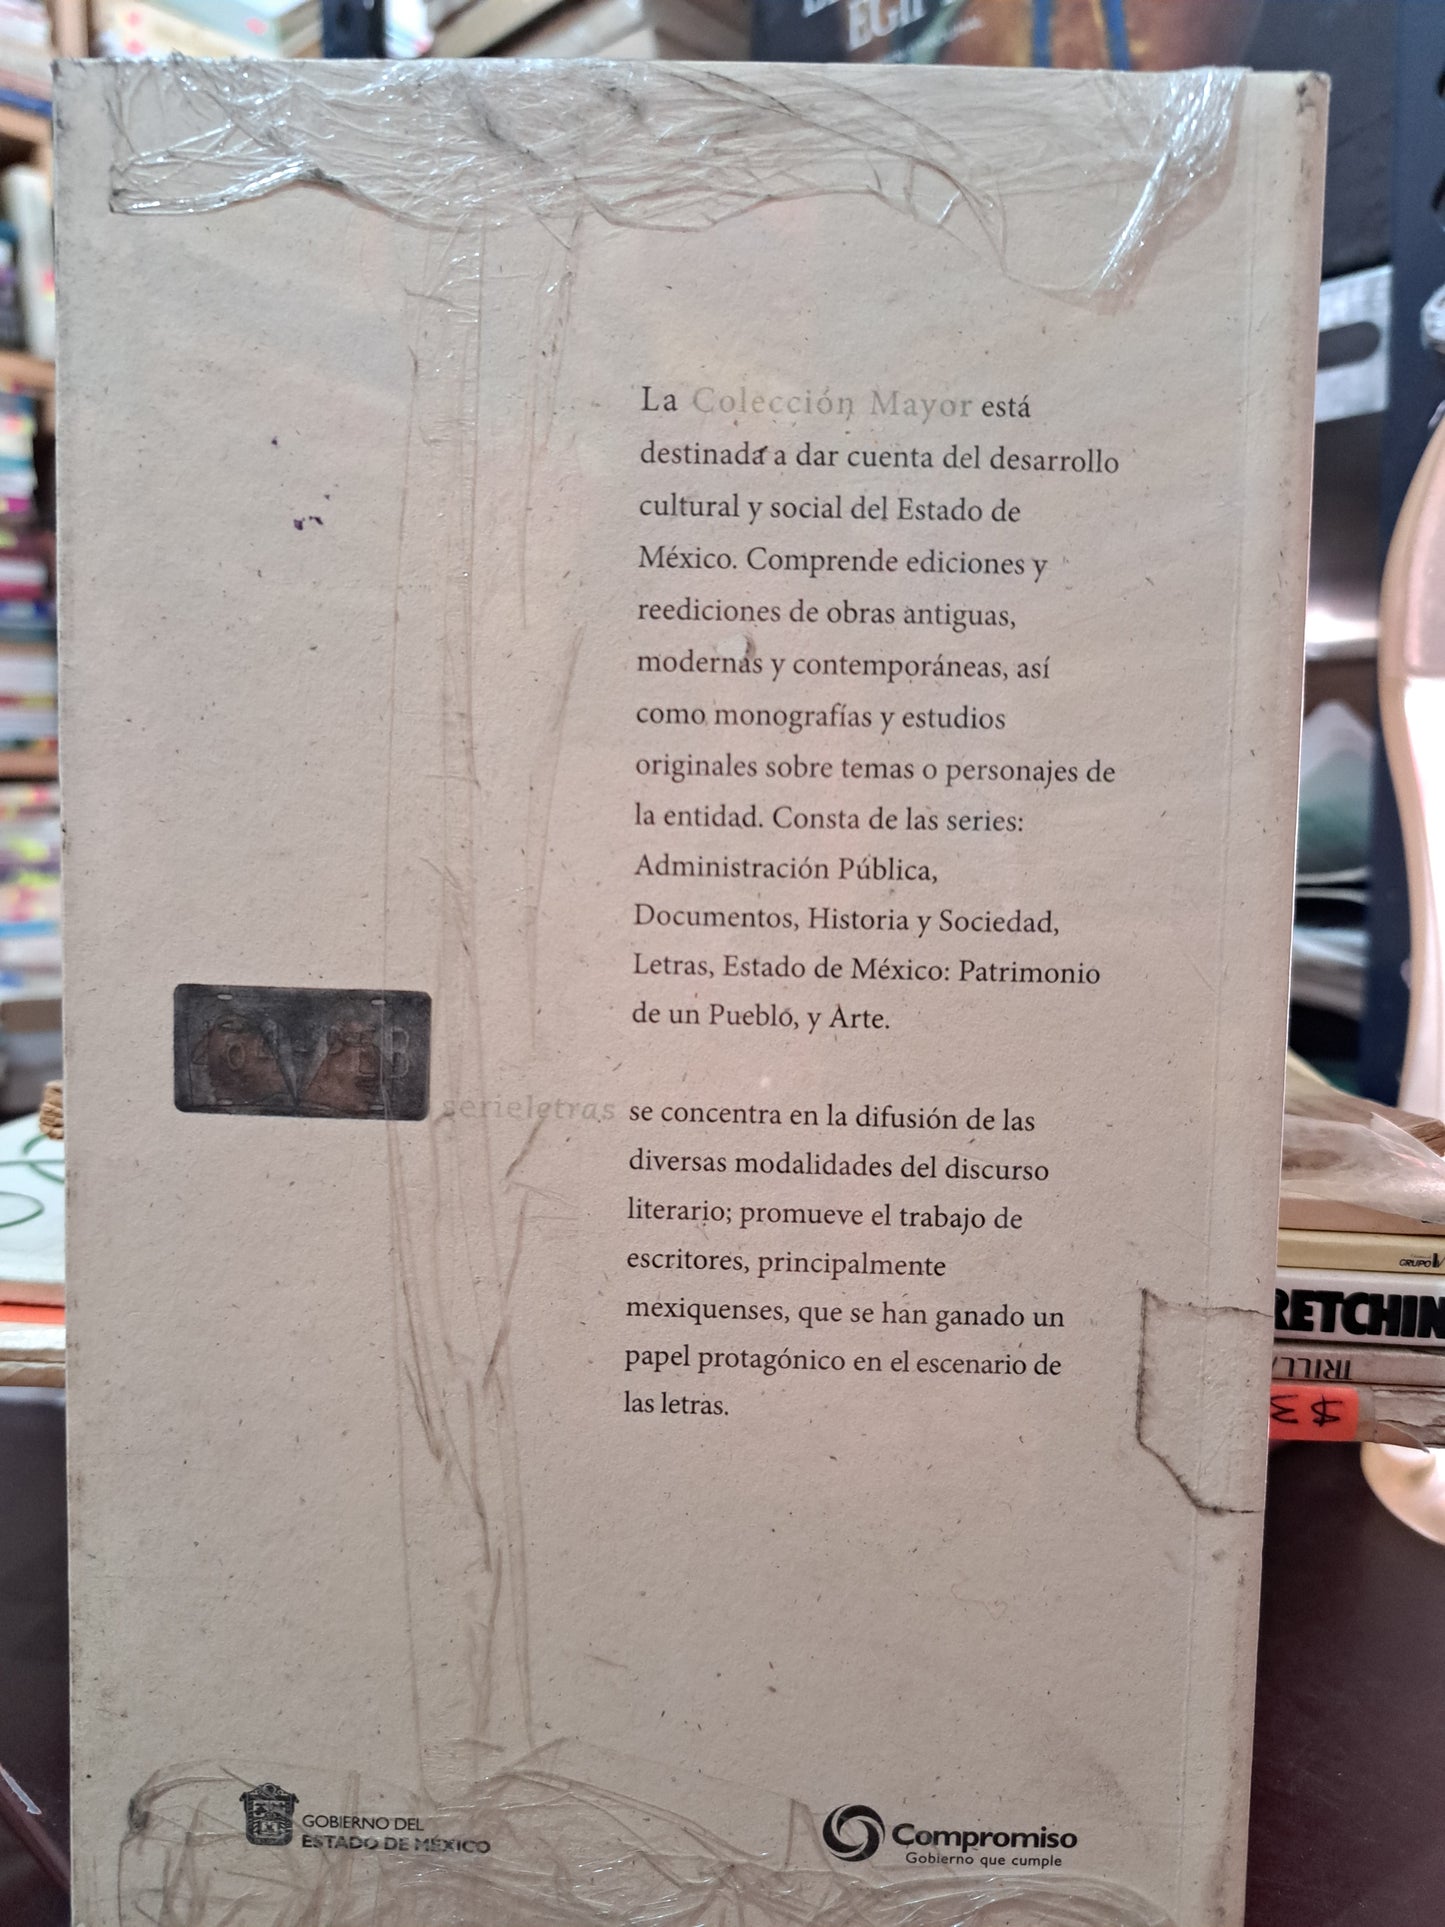 EGIP
La Colección Mayor está
destinada a dar cuenta del desarrollo
cultural y social del Estado de
México. Comprende ediciones y
reediciones de obras antiguas,
modernas y contemporáneas, así
como monografías y estudios
originales sobre temas o personajes de
la entidad. Consta de las series:
Administración Pública,
Documentos, Historia y Sociedad,
Letras, Estado de México: Patrimonio
de un Pueblo, y Arte.
serieletras se concentra en la difusión de las
diversas modalidades del discurso
literario; promueve el trabajo de
escritores, principalmente
mexiquenses, que se han ganado un
papel protagónico en el escenario de
las letras.
GRUPO
RETCHIN
TRILLA
$3
GOBIERNO DEL
ESTADO DE MÉXICO
Compromiso
Gobierno que cumple